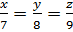 x/7 = y/8 = z/9